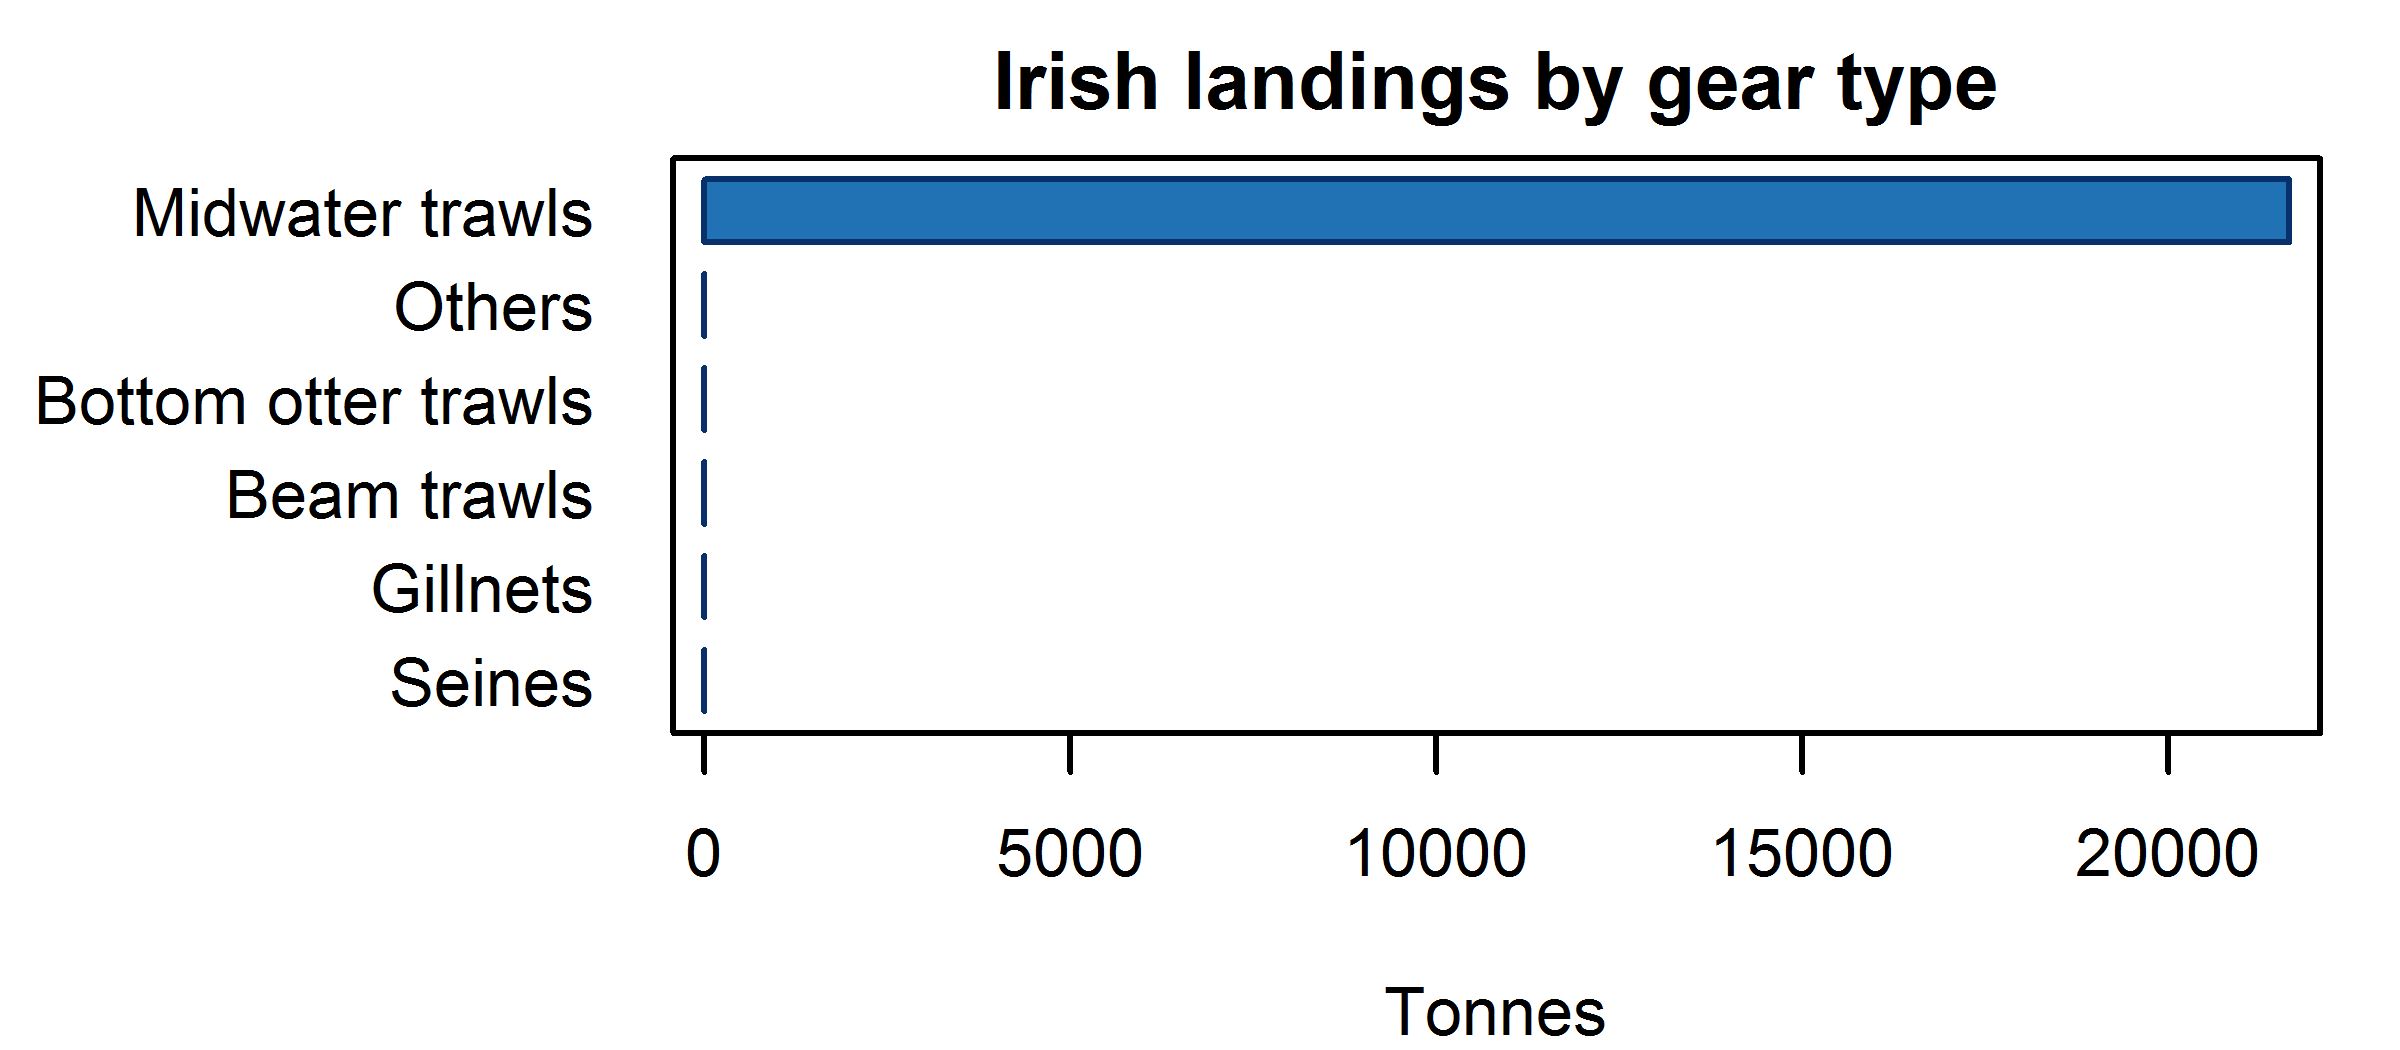 Irish landings by gear type
Midwater trawls
Others
Bottom otter trawls
Beam trawls
Gillnets
Seines
0 5000 10000 15000 20000
Tonnes